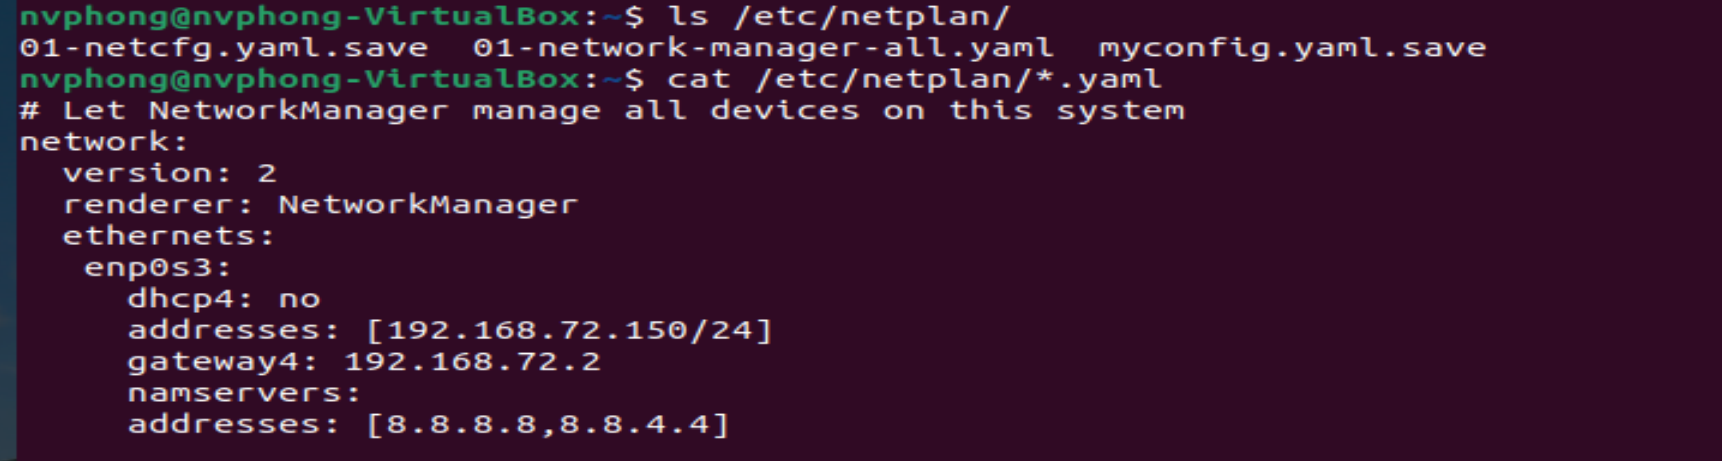 nvphong@nvphong-VirtualBox:~$ ls /etc/netplan/
01-netcfg.yaml.save  01-network-manager-all.yaml  myconfig.yaml.save
nvphong@nvphong-VirtualBox:~$ cat /etc/netplan/*.yaml
# Let NetworkManager manage all devices on this system
network:
  version: 2
  renderer: NetworkManager
  ethernets:
   enp0s3:
     dhcp4: no
     addresses: [192.168.72.150/24]
     gateway4: 192.168.72.2
     namservers:
     addresses: [8.8.8.8,8.8.4.4]